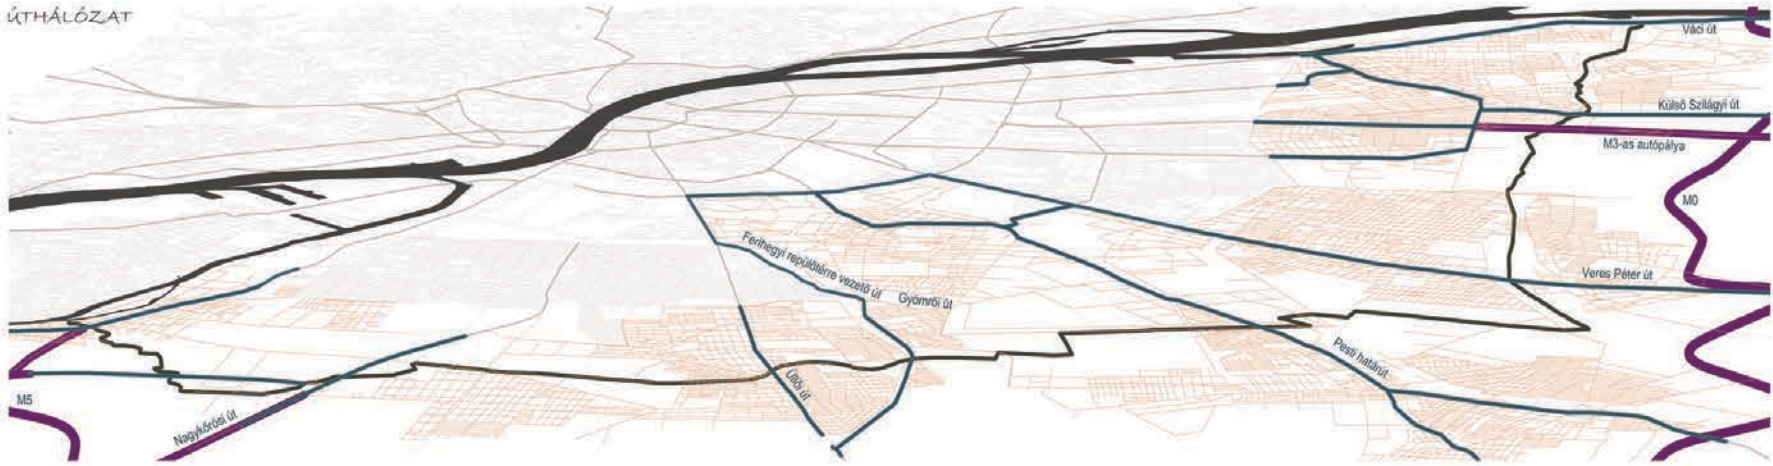 ÚTHÁLÓZAT
Váci út
Külső Szilágyi út
M3-as autópálya
M0
Ferihegyi repülőtérre vezető út
Gyömrői út
Veres Péter út
Pesti határút
Üllői út
M5
Nagykőrösi út